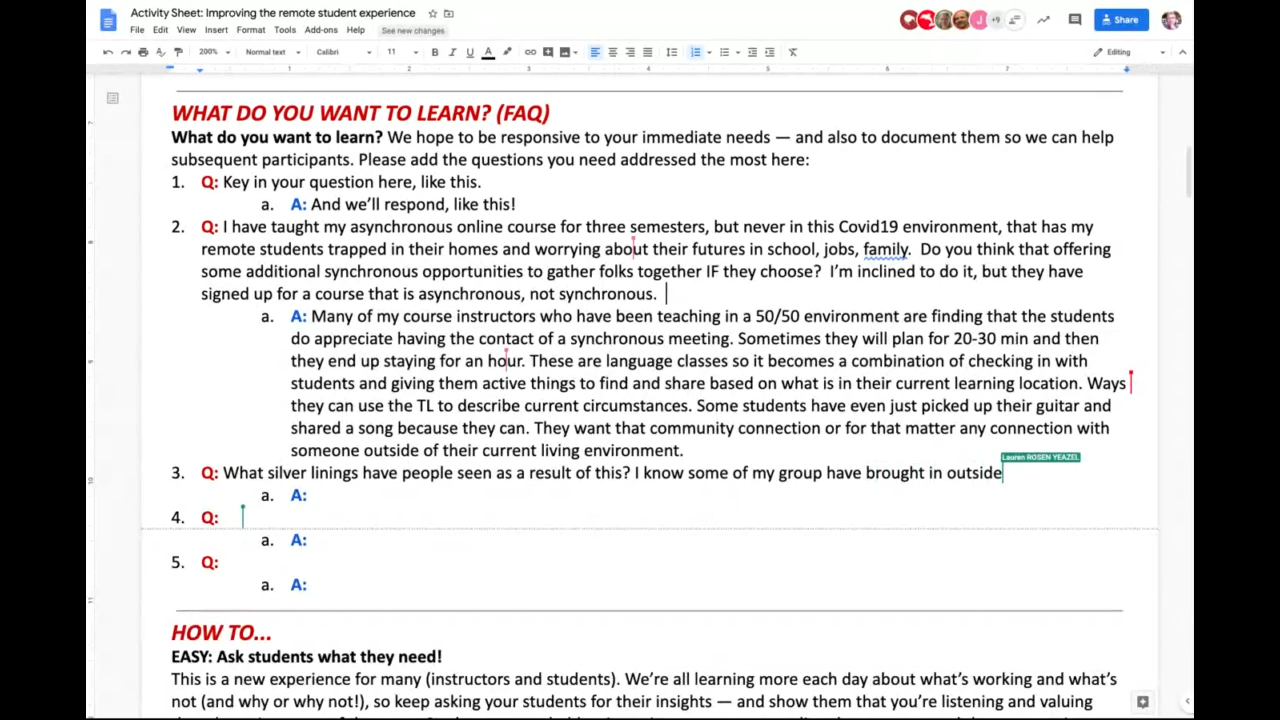 Activity Sheet: Improving the remote student experience
File Edit View Insert Format Tools Add-ons Help See new changes
+9
Share
200% Normal text Calibri 11 B I U A Editing
1 2 3 4 5 6 7
WHAT DO YOU WANT TO LEARN? (FAQ)
What do you want to learn? We hope to be responsive to your immediate needs — and also to document them so we can help
subsequent participants. Please add the questions you need addressed the most here:
1. Q: Key in your question here, like this.
a. A: And we’ll respond, like this!
2. Q: I have taught my asynchronous online course for three semesters, but never in this Covid19 environment, that has my
remote students trapped in their homes and worrying about their futures in school, jobs, family. Do you think that offering
some additional synchronous opportunities to gather folks together IF they choose? I’m inclined to do it, but they have
signed up for a course that is asynchronous, not synchronous.
a. A: Many of my course instructors who have been teaching in a 50/50 environment are finding that the students
do appreciate having the contact of a synchronous meeting. Sometimes they will plan for 20-30 min and then
they end up staying for an hour. These are language classes so it becomes a combination of checking in with
students and giving them active things to find and share based on what is in their current learning location. Ways
they can use the TL to describe current circumstances. Some students have even just picked up their guitar and
shared a song because they can. They want that community connection or for that matter any connection with
someone outside of their current living environment.
Lauren ROSEN YEAZEL
3. Q: What silver linings have people seen as a result of this? I know some of my group have brought in outside
a. A:
4. Q:
a. A:
5. Q:
a. A:
HOW TO...
EASY: Ask students what they need!
This is a new experience for many (instructors and students). We’re all learning more each day about what’s working and what’s
not (and why or why not!), so keep asking your students for their insights — and show them that you’re listening and valuing